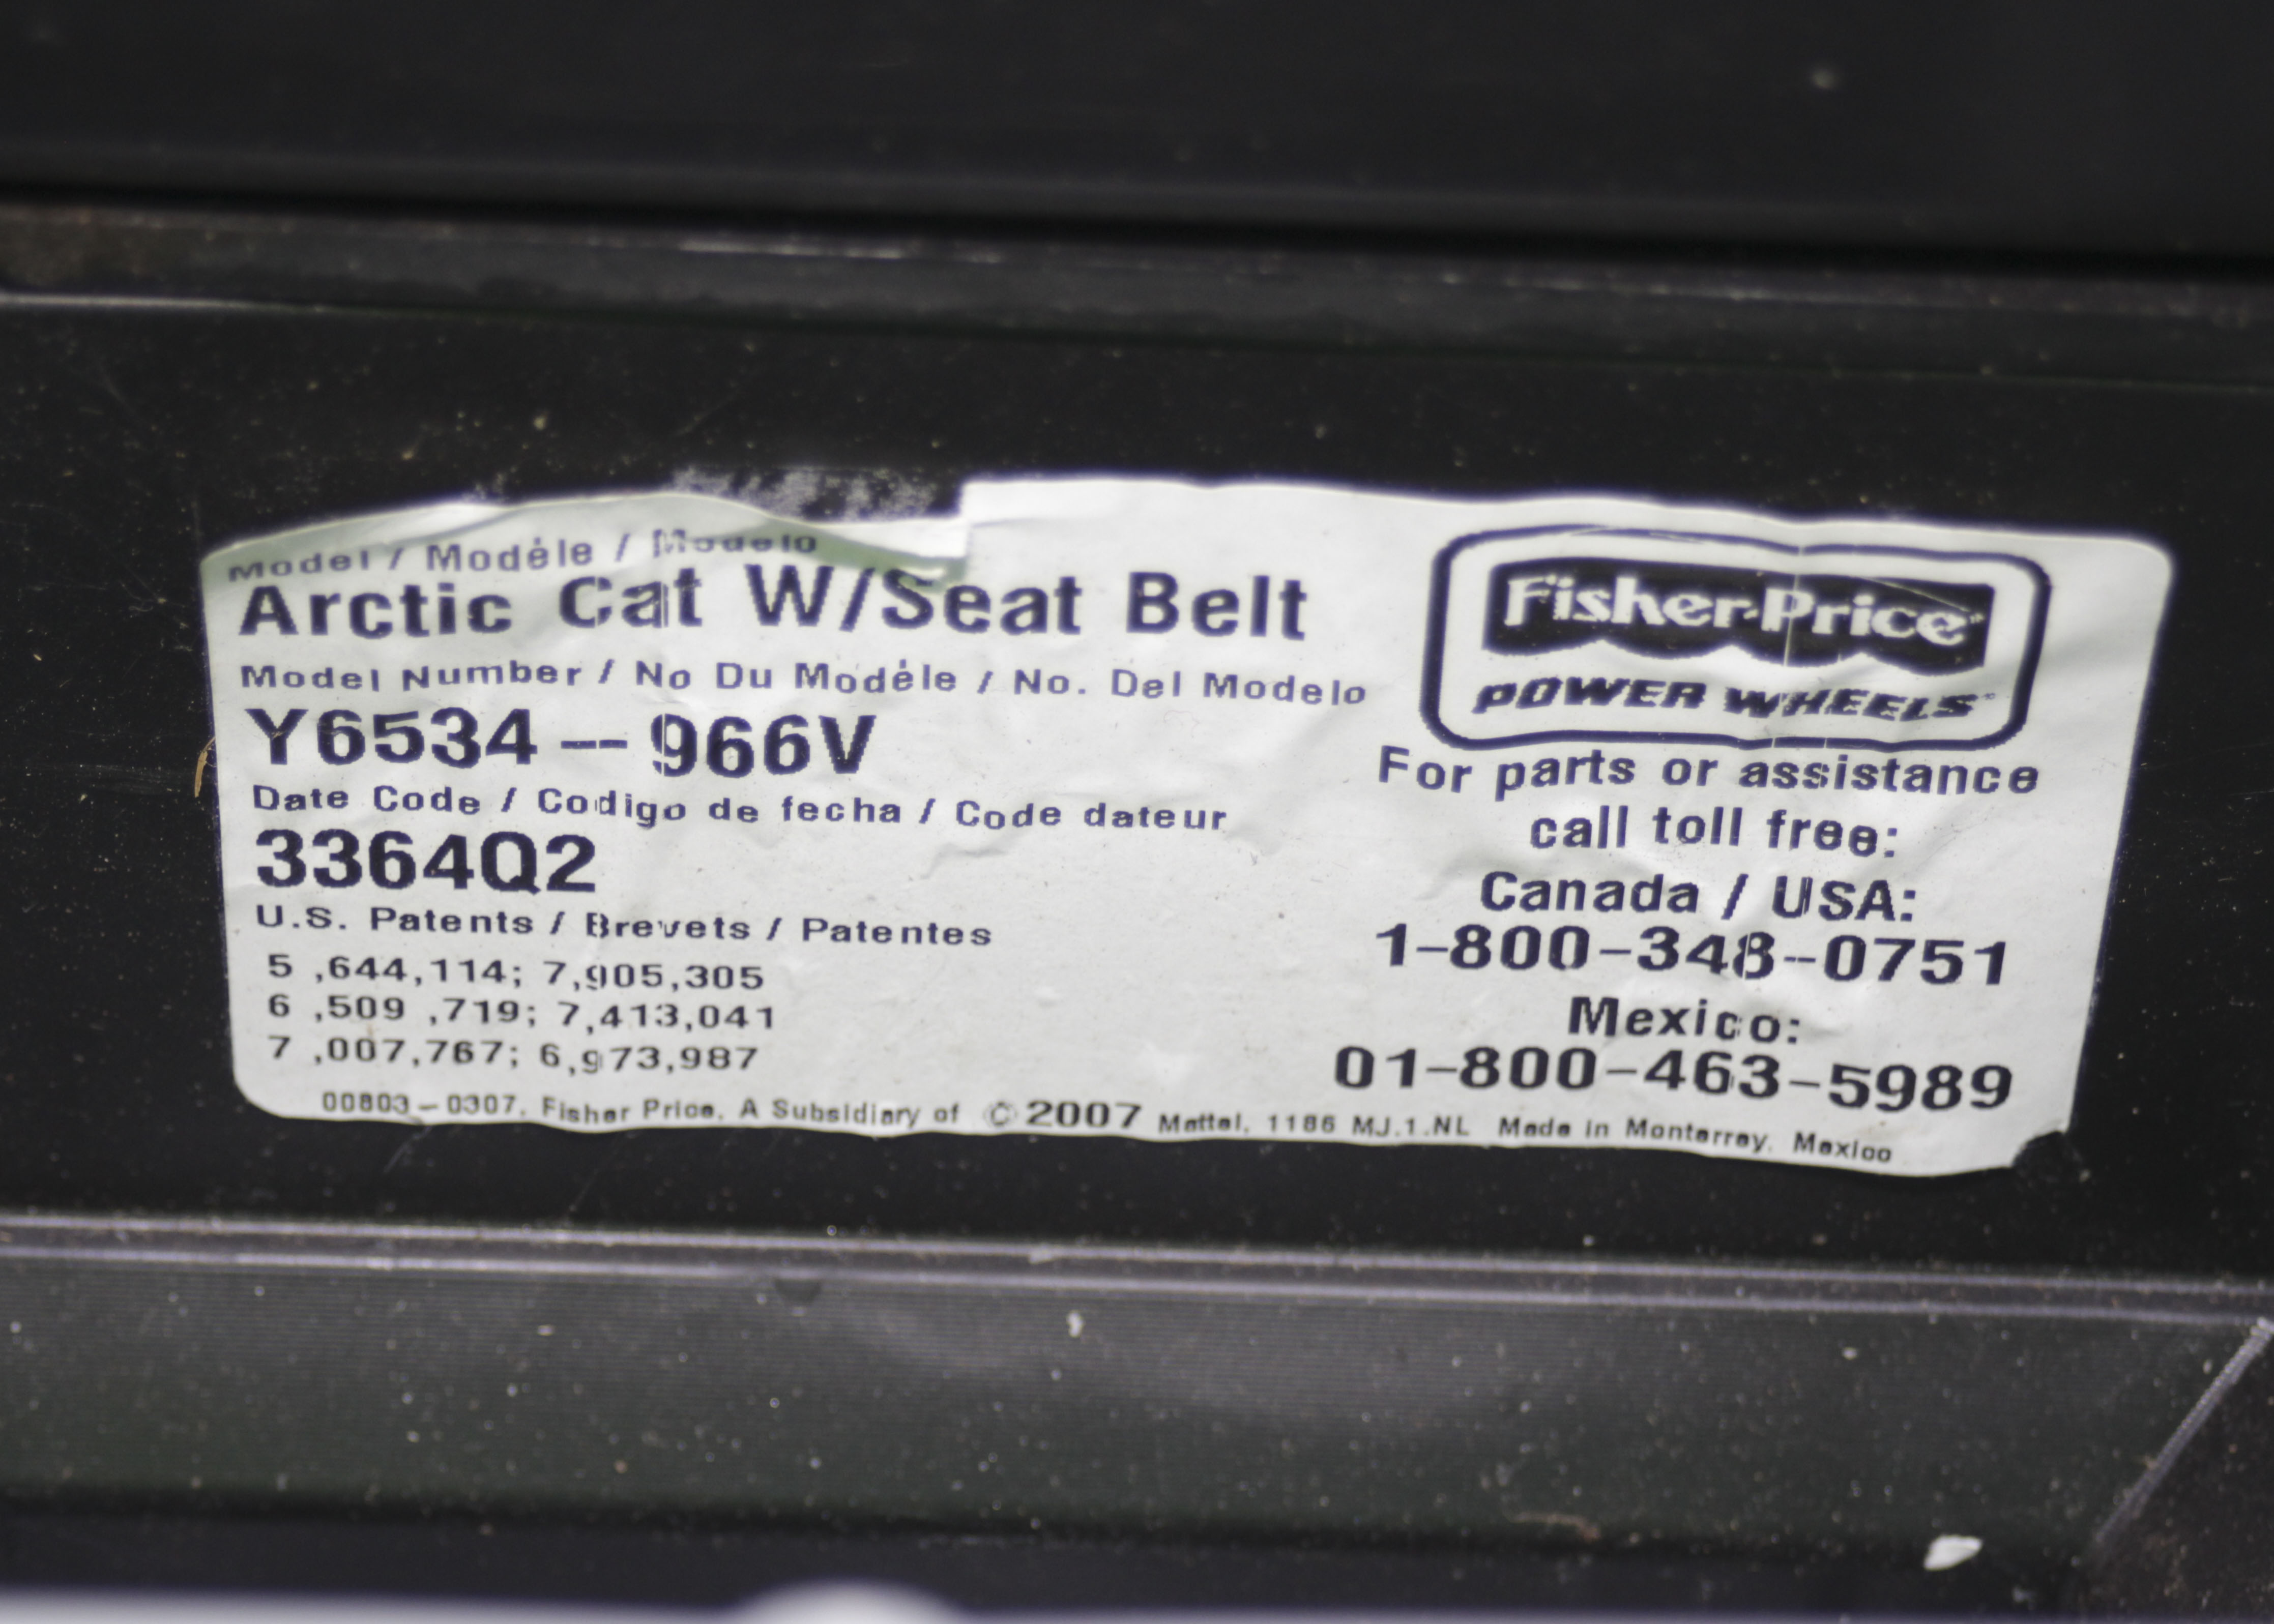 Model / Modèle / Modelo
Arctic Cat W/Seat Belt
Model Number / No Du Modèle / No. Del Modelo
Y6534--966V
Date Code / Codigo de fecha / Code dateur
3364Q2
U.S. Patents / Brevets / Patentes
5 ,644,114; 7,905,305
6 ,509 ,719; 7,413,041
7 ,007,767; 6,973,987
Fisher-Price
POWER WHEELS
For parts or assistance
call toll free:
Canada / USA:
1-800-348-0751
Mexico:
01-800-463-5989
00803-0307, Fisher Price, A Subsidiary of © 2007 Mattel, 1186 MJ.1.NL Made in Monterrey, Mexico